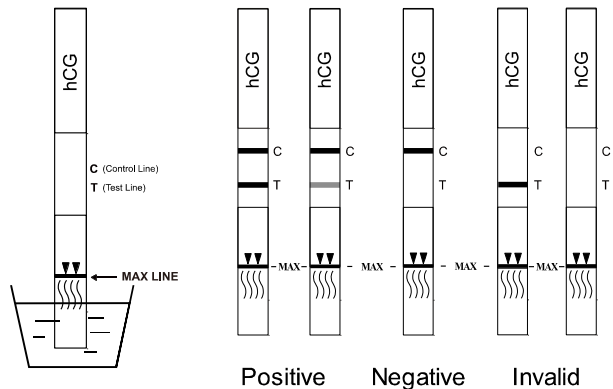 hCG
C (Control Line)
T (Test Line)
MAX LINE
hCG hCG hCG hCG hCG
C C C C C
T T T T T
MAX MAX MAX MAX
Positive Negative Invalid